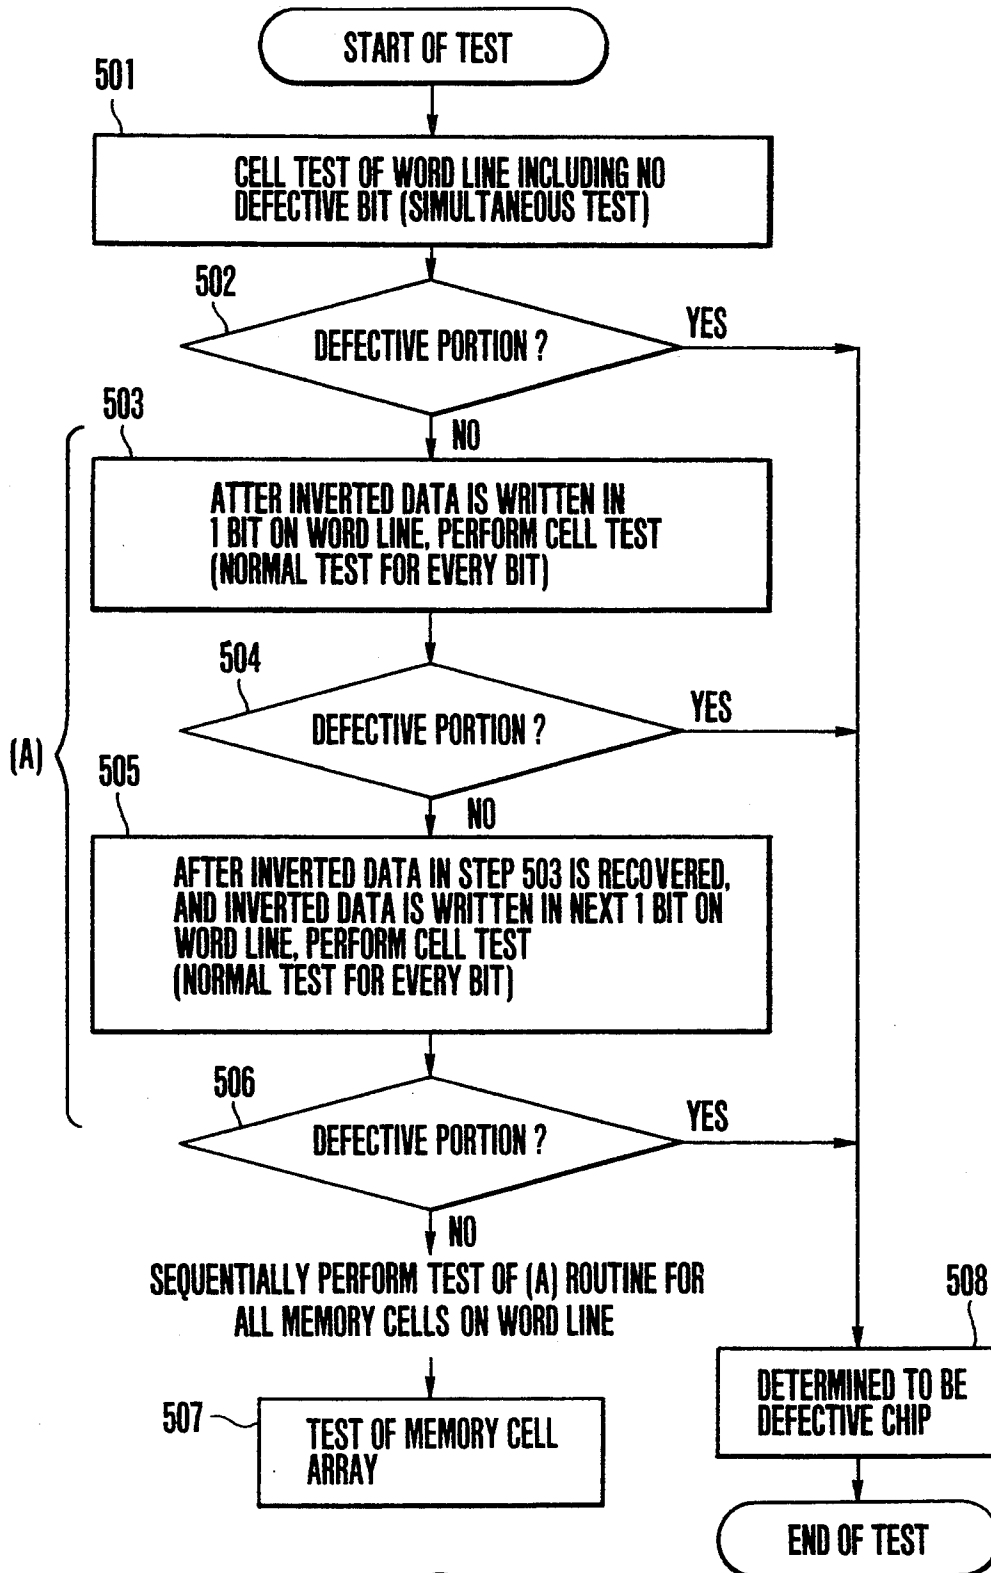 START OF TEST
501
CELL TEST OF WORD LINE INCLUDING NO
DEFECTIVE BIT (SIMULTANEOUS TEST)
502
DEFECTIVE PORTION ?
YES
503
NO
ATTER INVERTED DATA IS WRITTEN IN
1 BIT ON WORD LINE, PERFORM CELL TEST
(NORMAL TEST FOR EVERY BIT)
504
DEFECTIVE PORTION ?
YES
(A)
505
NO
AFTER INVERTED DATA IN STEP 503 IS RECOVERED,
AND INVERTED DATA IS WRITTEN IN NEXT 1 BIT ON
WORD LINE, PERFORM CELL TEST
(NORMAL TEST FOR EVERY BIT)
506
DEFECTIVE PORTION ?
YES
NO
SEQUENTIALLY PERFORM TEST OF (A) ROUTINE FOR
ALL MEMORY CELLS ON WORD LINE
508
507
TEST OF MEMORY CELL
ARRAY
DETERMINED TO BE
DEFECTIVE CHIP
END OF TEST